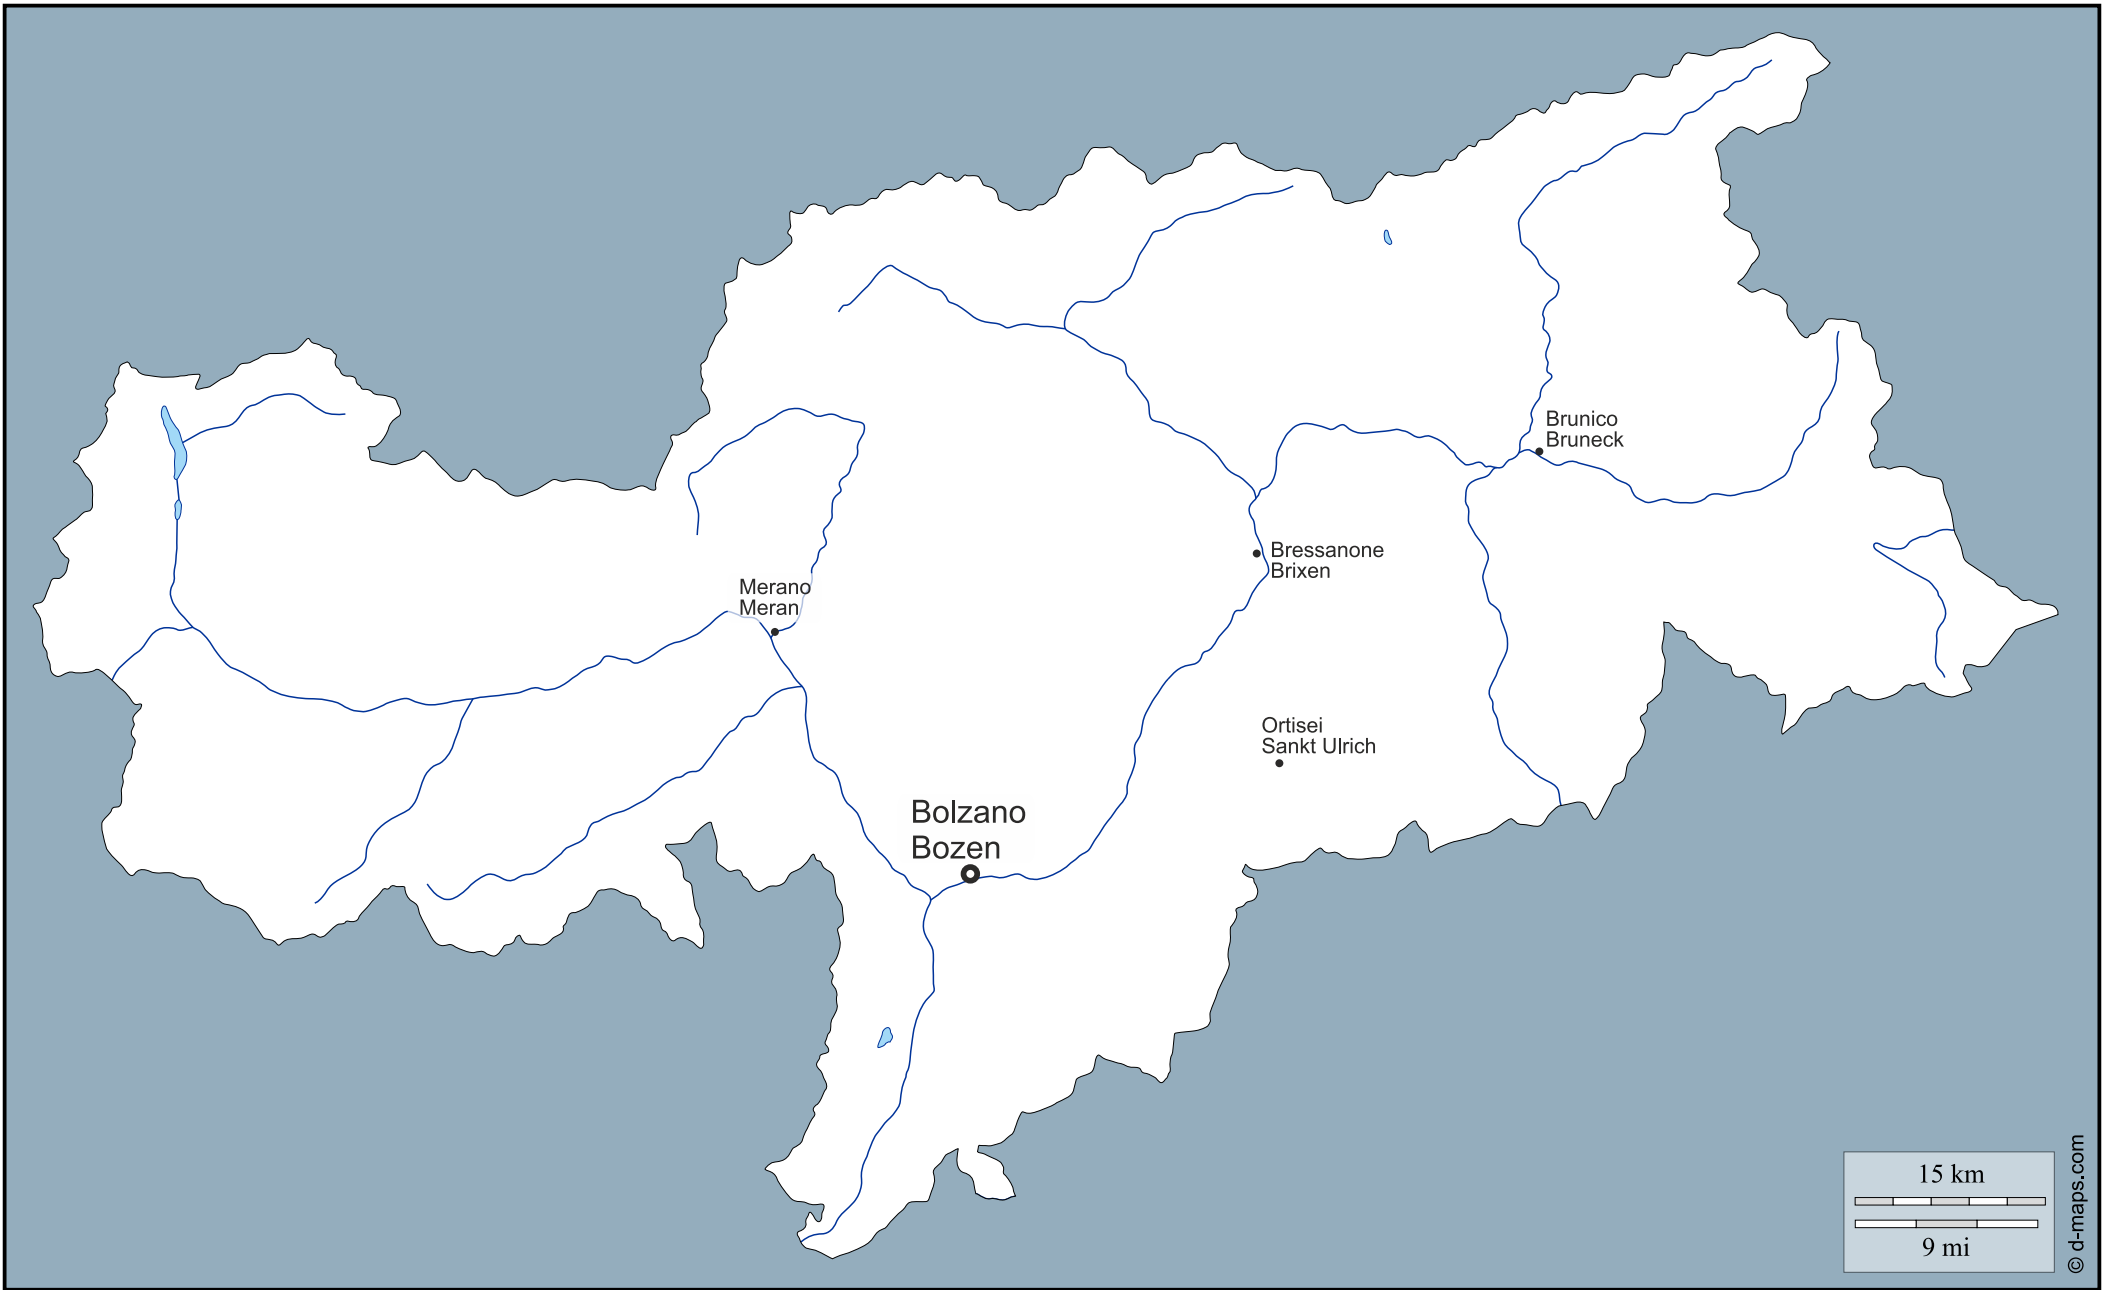 Brunico
Bruneck
Bressanone
Brixen
Merano
Meran
Ortisei
Sankt Ulrich
Bolzano
Bozen
15 km
9 mi
© d-maps.com